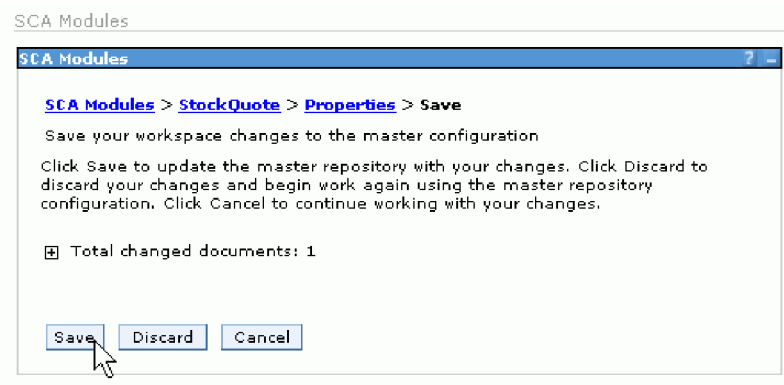 SCA Modules
SCA Modules ? –
SCA Modules > StockQuote > Properties > Save
Save your workspace changes to the master configuration
Click Save to update the master repository with your changes. Click Discard to
discard your changes and begin work again using the master repository
configuration. Click Cancel to continue working with your changes.
Total changed documents: 1
Save Discard Cancel